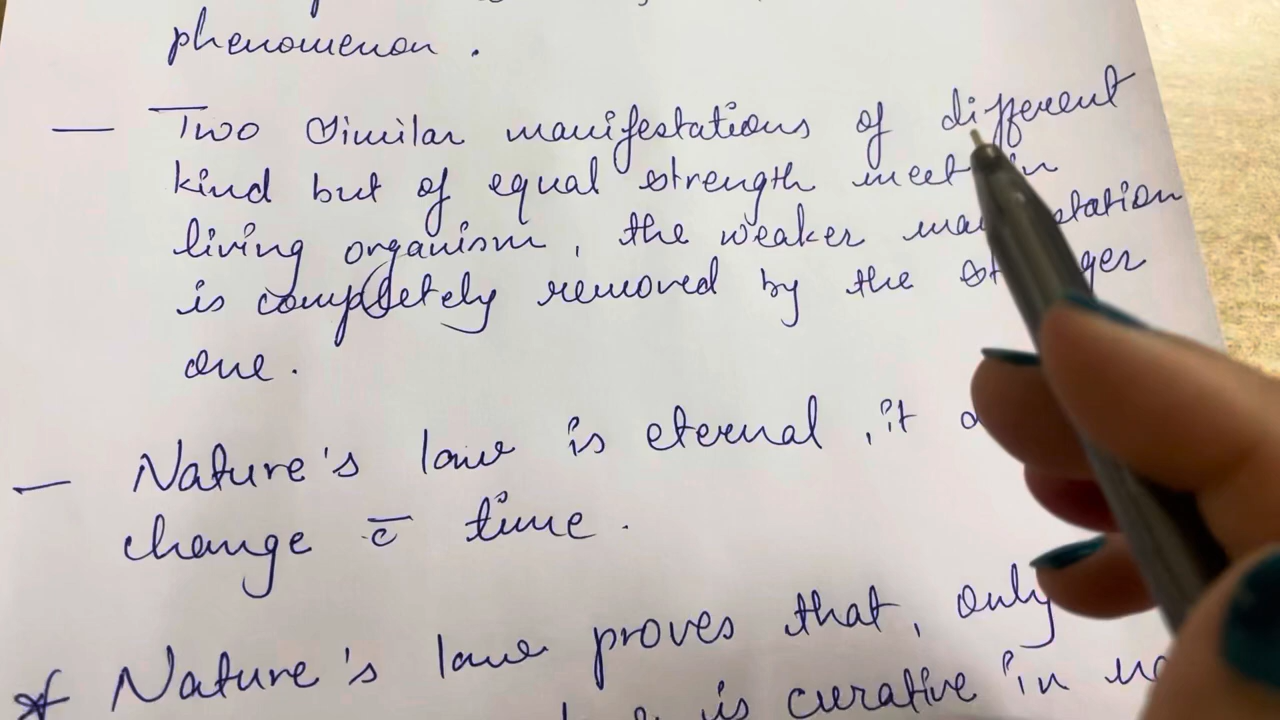 phenomenon.
— Two Similar manifestations of different
kind but of equal strength meet in
living organism, the weaker
is completely removed by the
one.
— Nature's law is eternal, it
change c̄ time.
* Nature's law proves that, only
is curative in